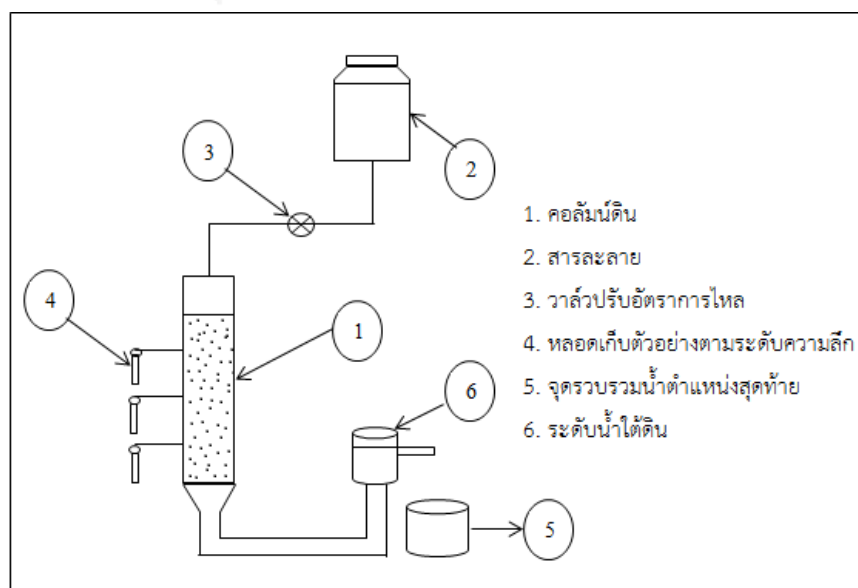 3
2
4
1
6
5
1. คอลัมน์ดิน
2. สารละลาย
3. วาล์วปรับอัตราการไหล
4. หลอดเก็บตัวอย่างตามระดับความลึก
5. จุดรวบรวมน้ำตำแหน่งสุดท้าย
6. ระดับน้ำใต้ดิน